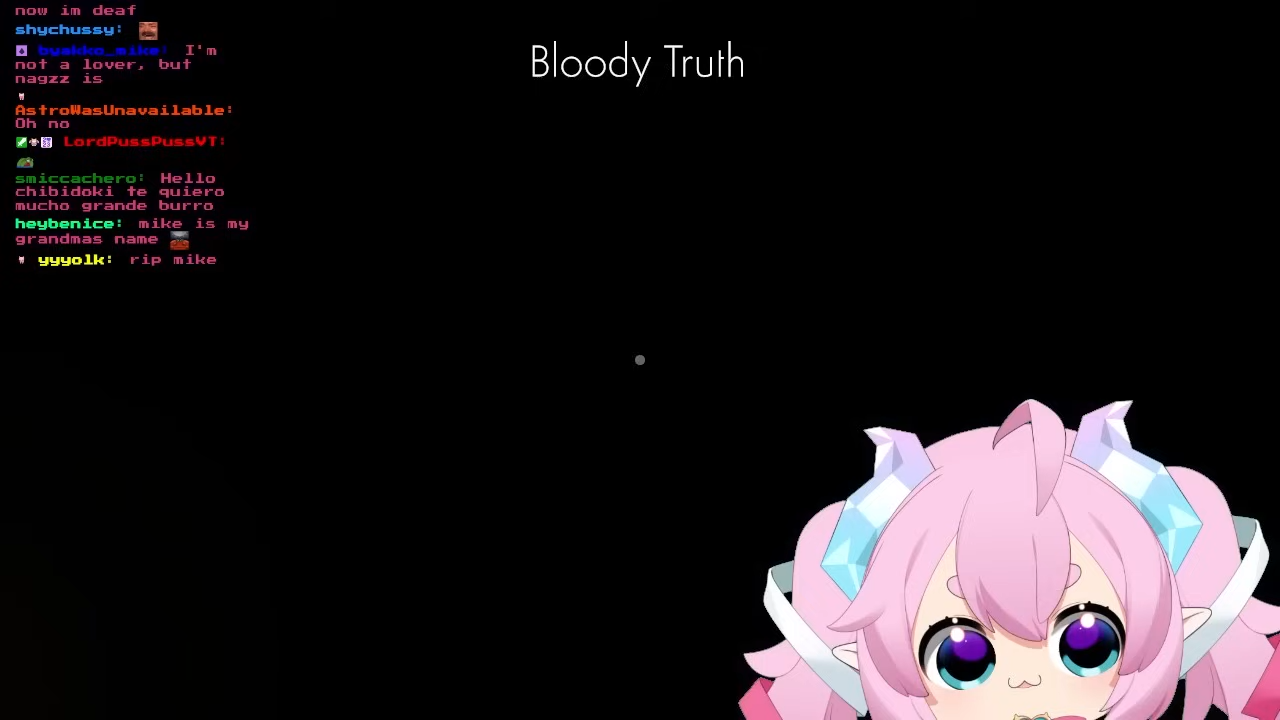 now im deaf
shychussy:
byakko_mike: I'm
not a lover, but
nagzz is
AstroWasUnavailable:
Oh no
LordPussPussVT:
smiccachero: Hello
chibidoki te quiero
mucho grande burro
heybenice: mike is my
grandmas name
yyyolk: rip mike
Bloody Truth